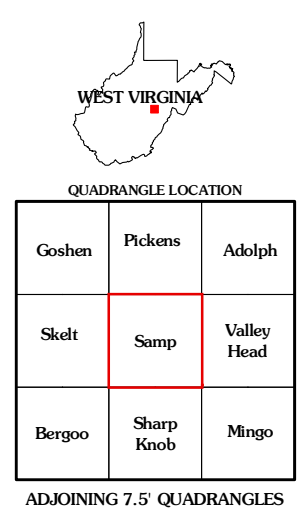 WEST VIRGINIA
QUADRANGLE LOCATION
Goshen
Pickens
Adolph
Skelt
Samp
Valley
Head
Bergoo
Sharp
Knob
Mingo
ADJOINING 7.5' QUADRANGLES